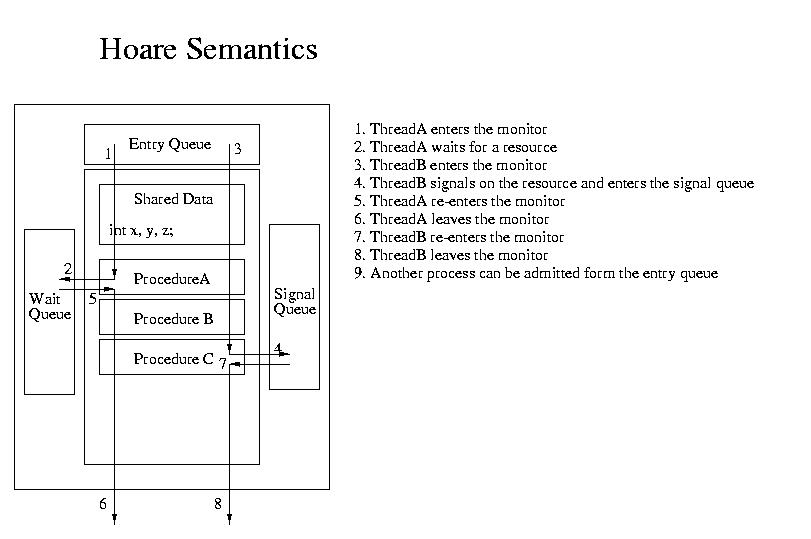 Hoare Semantics
Entry Queue
1
3
Shared Data
int x, y, z;
2
ProcedureA
5
Wait
Queue
Procedure B
Signal
Queue
4
Procedure C
7
6
8
1. ThreadA enters the monitor
2. ThreadA waits for a resource
3. ThreadB enters the monitor
4. ThreadB signals on the resource and enters the signal queue
5. ThreadA re-enters the monitor
6. ThreadA leaves the monitor
7. ThreadB re-enters the monitor
8. ThreadB leaves the monitor
9. Another process can be admitted form the entry queue